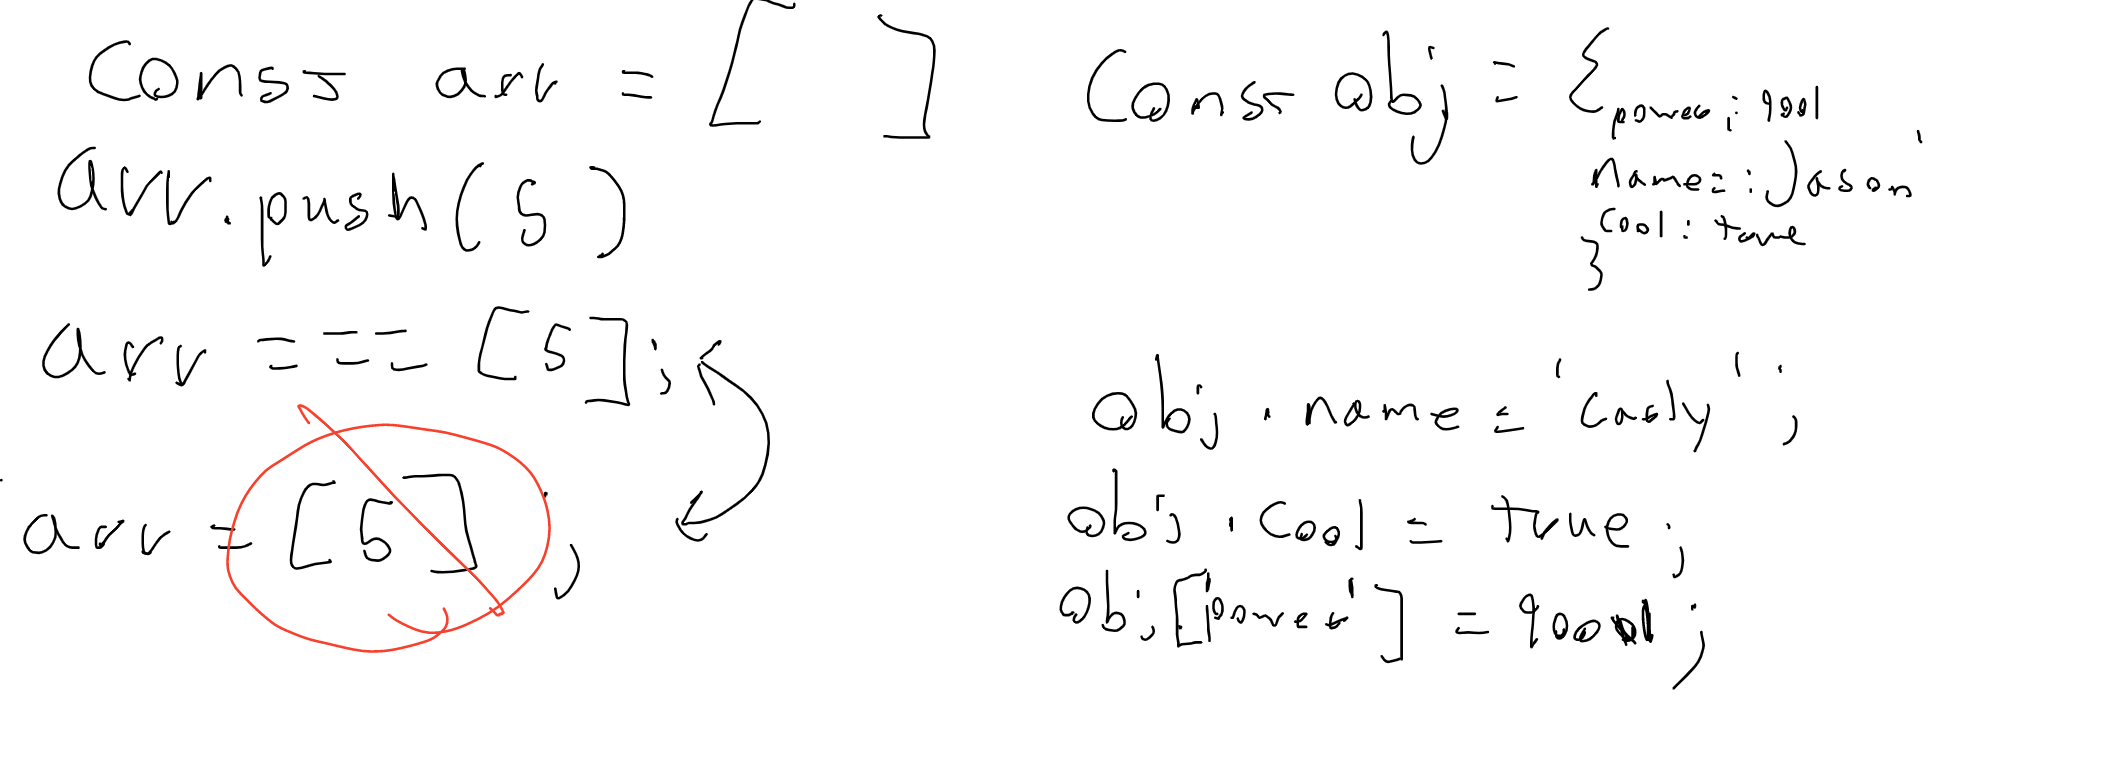 const arr = [ ]
arr.push(5)
arr === [5];
arr = [5];
const obj = {
power: 9001
name: Jason'
cool: true
}
obj.name = 'Carly';
obj.cool = true;
obj['power'] = 9001;